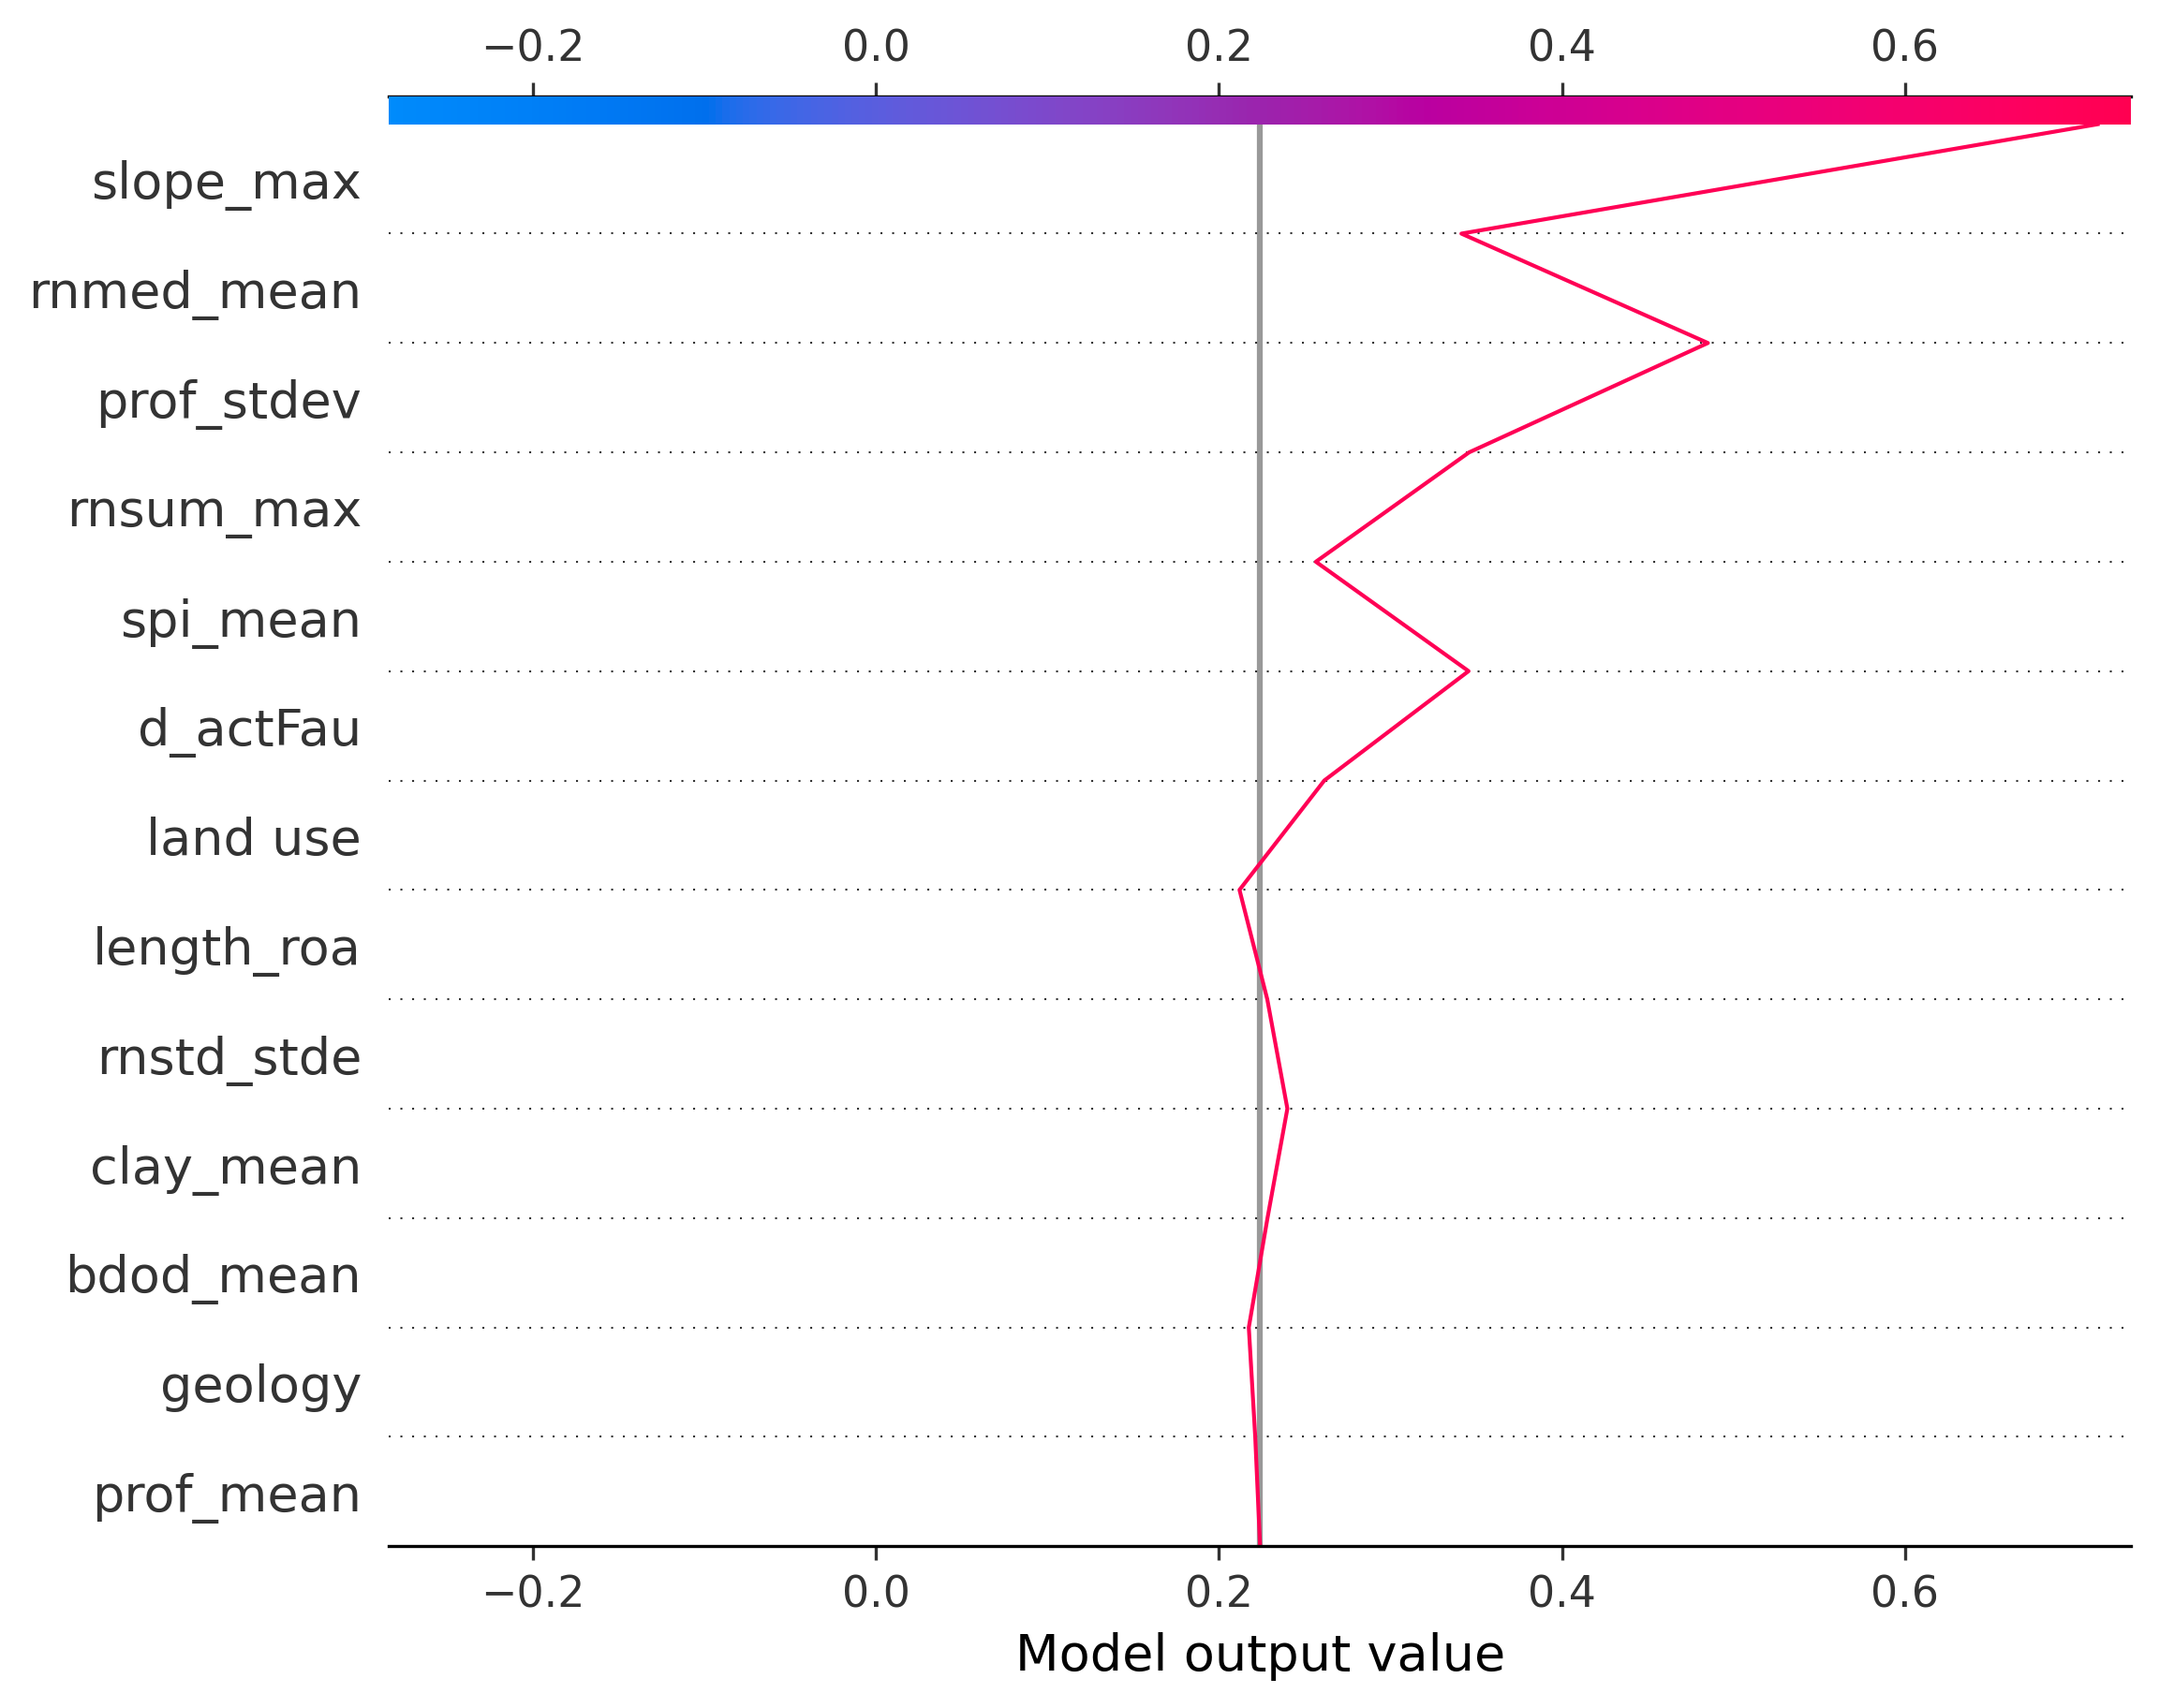 −0.2 0.0 0.2 0.4 0.6
slope_max
rnmed_mean
prof_stdev
rnsum_max
spi_mean
d_actFau
land use
length_roa
rnstd_stde
clay_mean
bdod_mean
geology
prof_mean
−0.2 0.0 0.2 0.4 0.6
Model output value